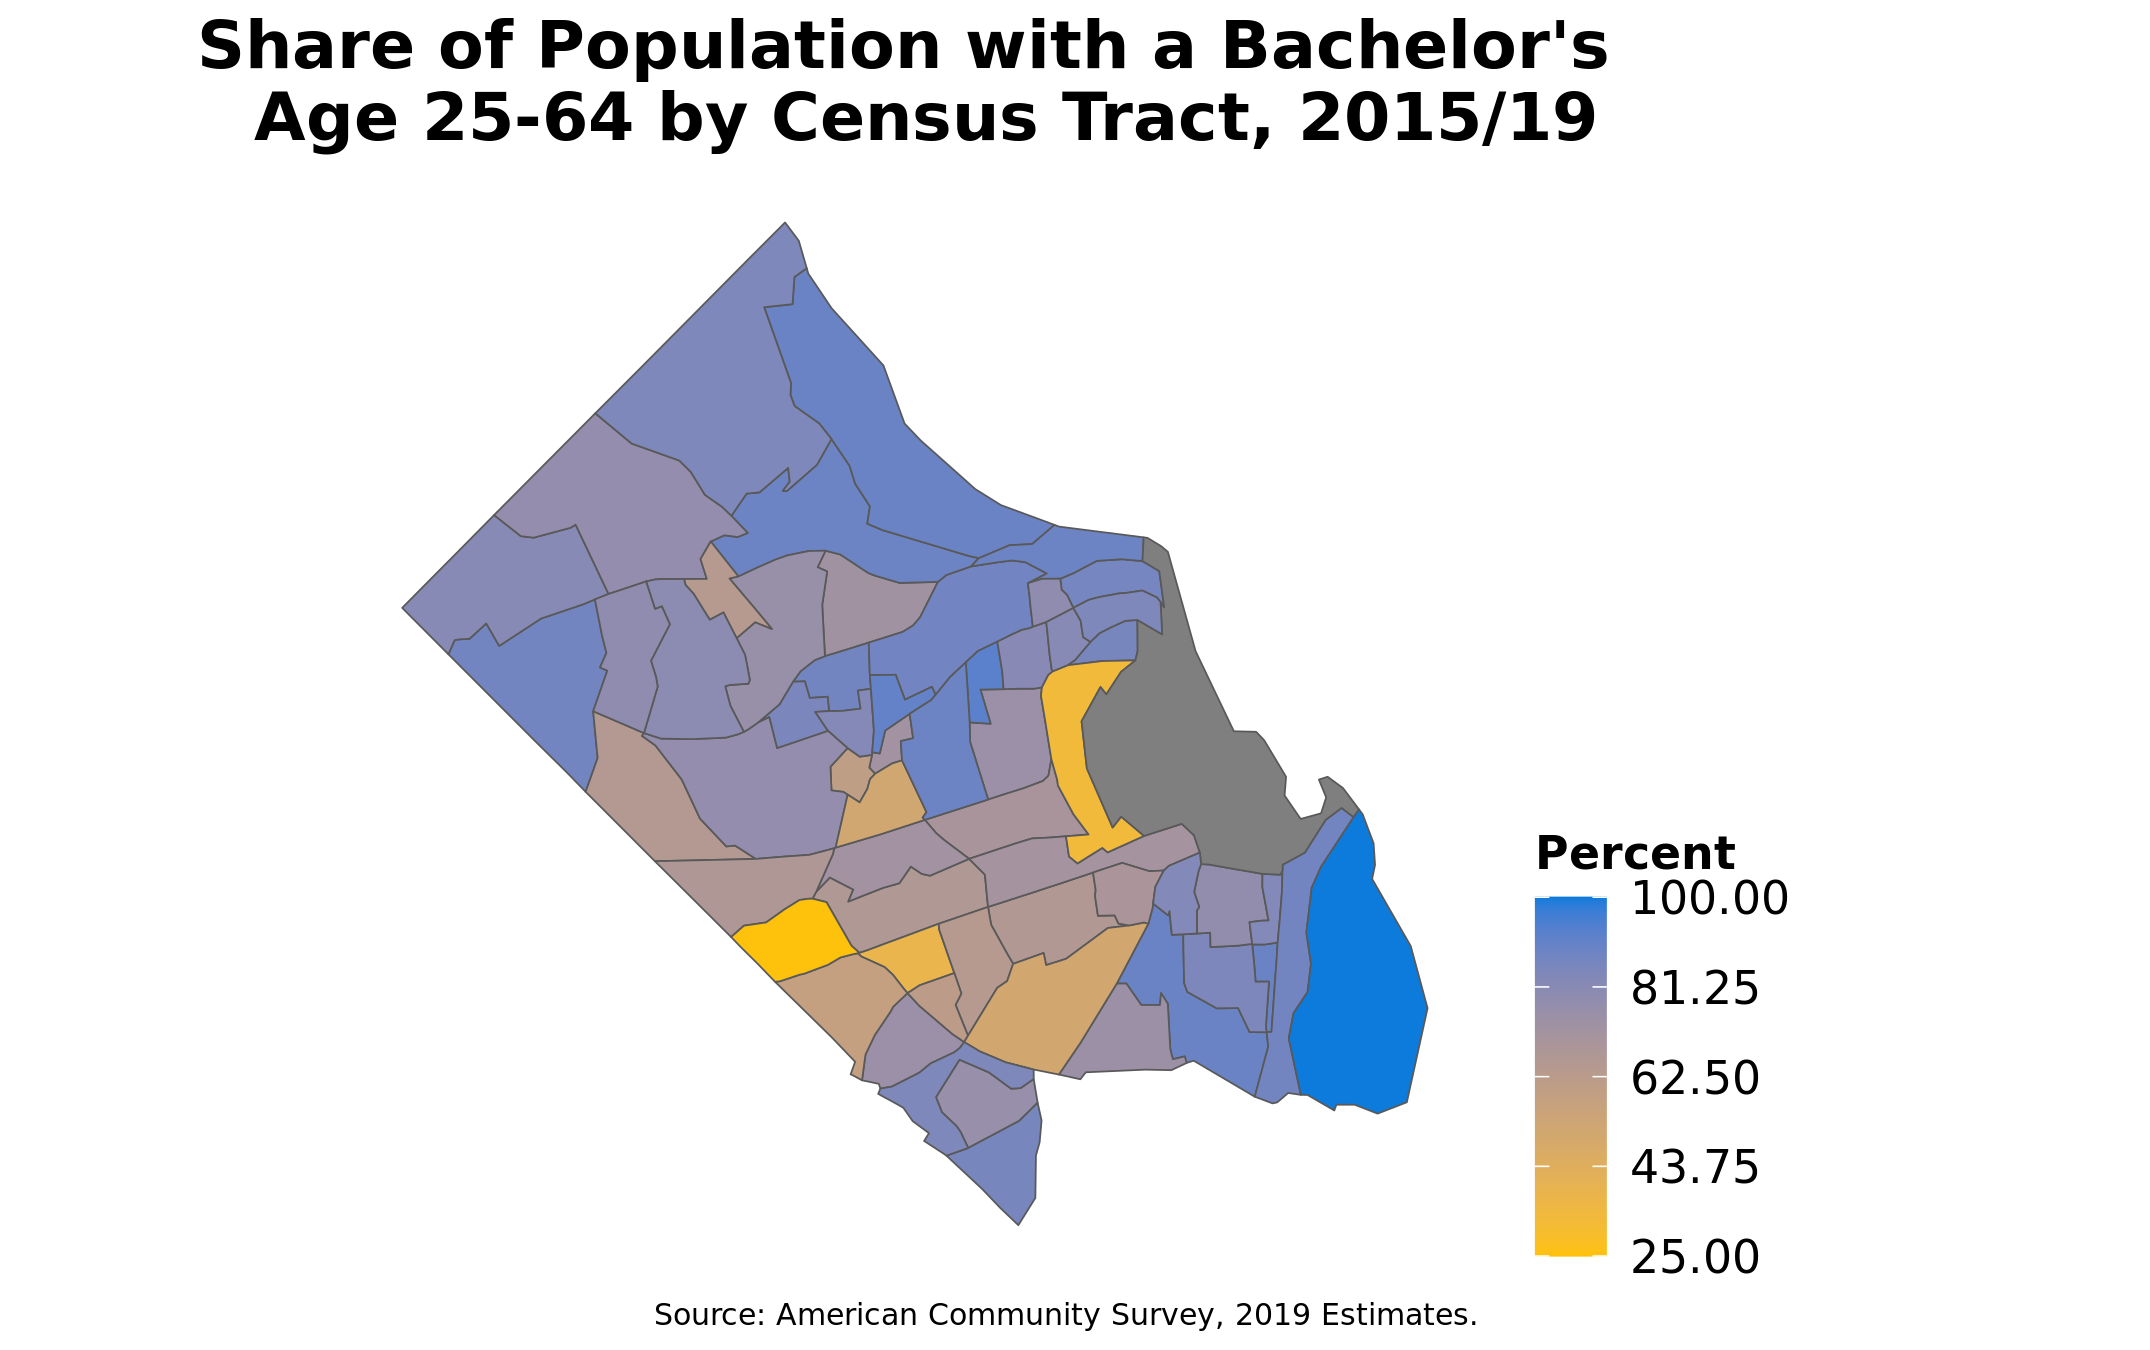 Share of Population with a Bachelor's
Age 25-64 by Census Tract, 2015/19
Percent
100.00
81.25
62.50
43.75
25.00
Source: American Community Survey, 2019 Estimates.